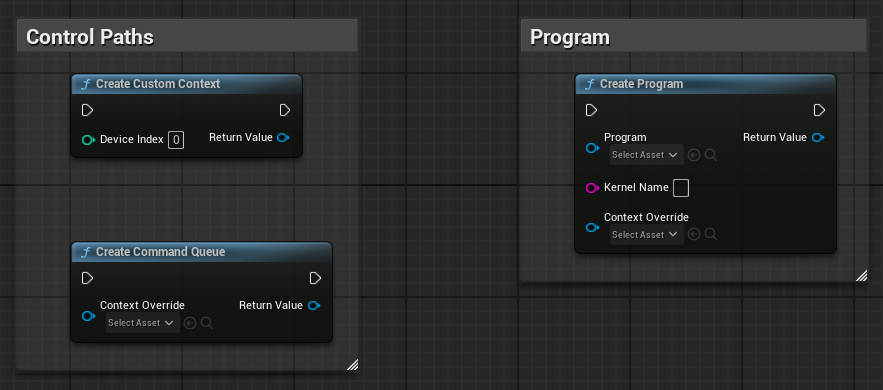 Control Paths
Create Custom Context
Device Index 0 Return Value
Create Command Queue
Context Override Return Value
Select Asset
Program
Create Program
Program Return Value
Select Asset
Kernel Name
Context Override
Select Asset